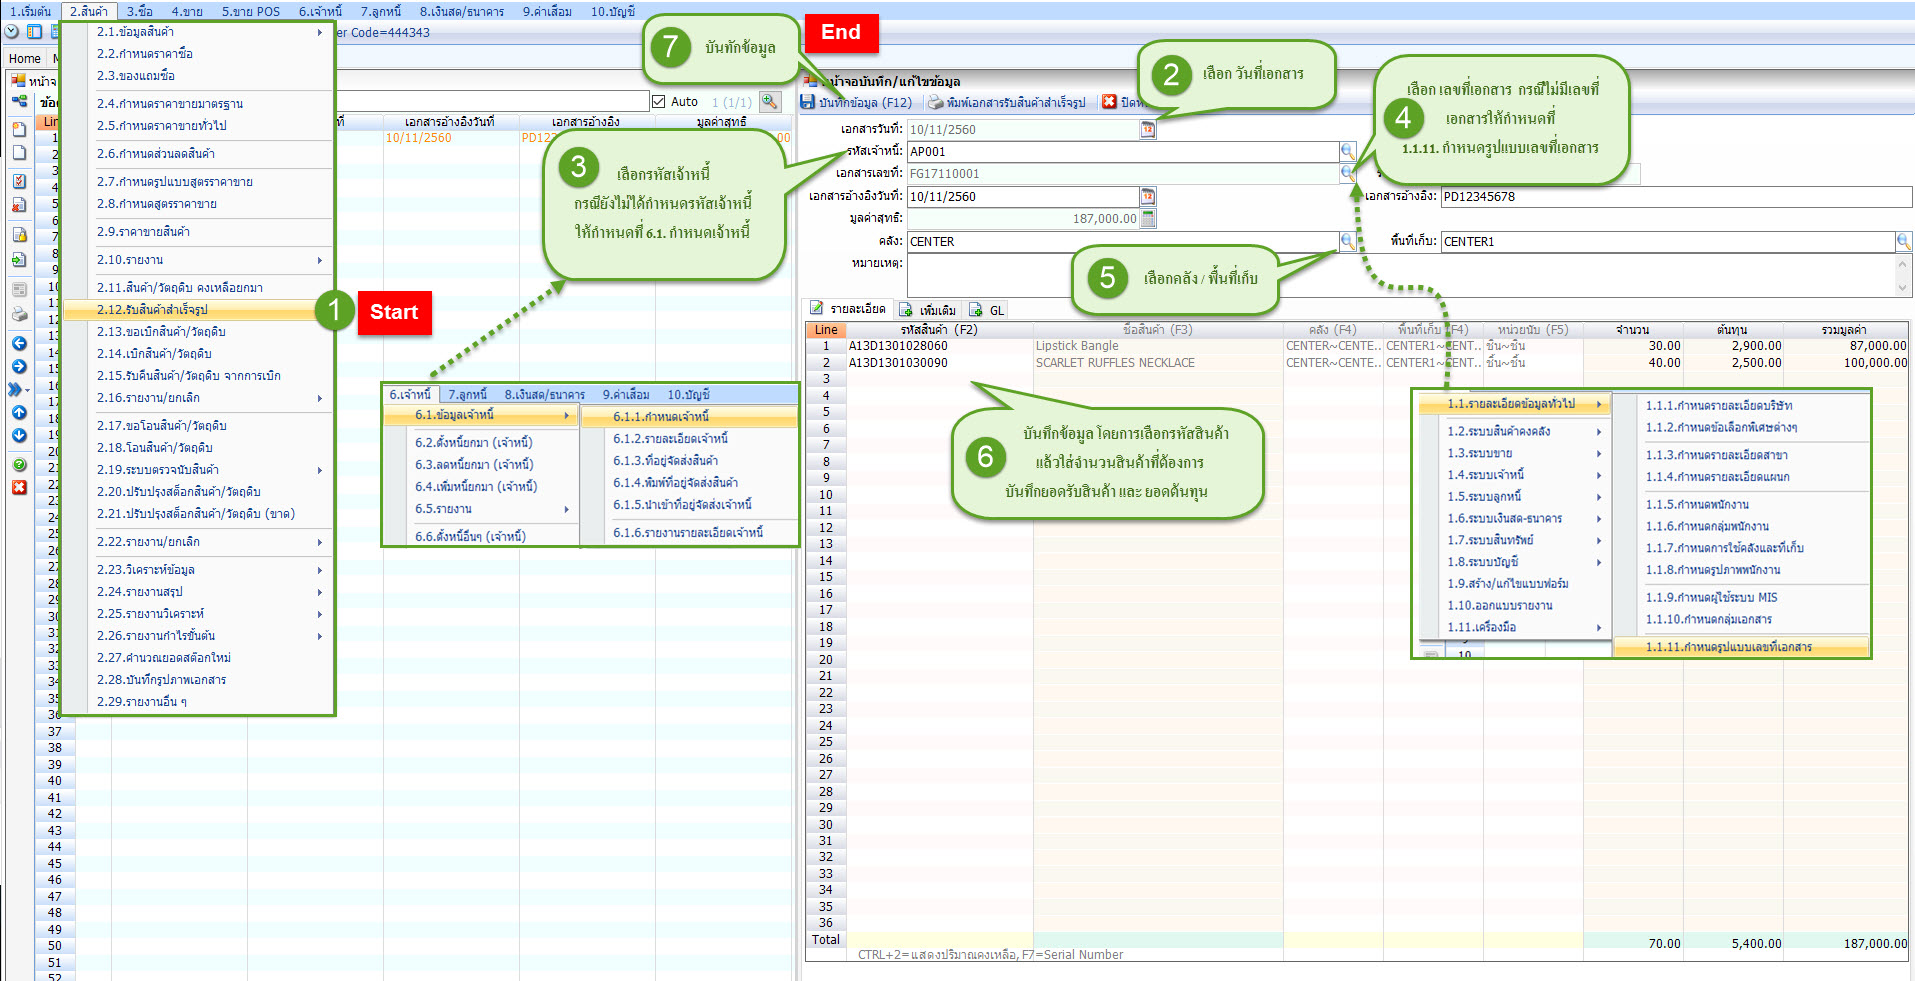 1.เริ่มต้น 2.สินค้า 3.ซื้อ 4.ขาย 5.ขาย POS 6.เจ้าหนี้ 7.ลูกหนี้ 8.เงินสด/ธนาคาร 9.ค่าเสื่อม 10.บัญชี
er Code=444343
Home
หน้าจ
ข้อ
2.1.ข้อมูลสินค้า
2.2.กำหนดราคาซื้อ
2.3.ของแถมซื้อ
2.4.กำหนดราคาขายมาตรฐาน
2.5.กำหนดราคาขายทั่วไป
2.6.กำหนดส่วนลดสินค้า
2.7.กำหนดรูปแบบสูตรราคาขาย
2.8.กำหนดสูตรราคาขาย
2.9.ราคาขายสินค้า
2.10.รายงาน
2.11.สินค้า/วัตถุดิบ คงเหลือยกมา
2.12.รับสินค้าสำเร็จรูป
2.13.ขอเบิกสินค้า/วัตถุดิบ
2.14.เบิกสินค้า/วัตถุดิบ
2.15.รับคืนสินค้า/วัตถุดิบ จากการเบิก
2.16.รายงาน/ยกเลิก
2.17.ขอโอนสินค้า/วัตถุดิบ
2.18.โอนสินค้า/วัตถุดิบ
2.19.ระบบตรวจนับสินค้า
2.20.ปรับปรุงสต็อกสินค้า/วัตถุดิบ
2.21.ปรับปรุงสต็อกสินค้า/วัตถุดิบ (ขาด)
2.22.รายงาน/ยกเลิก
2.23.วิเคราะห์ข้อมูล
2.24.รายงานสรุป
2.25.รายงานวิเคราะห์
2.26.รายงานกำไรขั้นต้น
2.27.คำนวณยอดสต๊อกใหม่
2.28.บันทึกรูปภาพเอกสาร
2.29.รายงานอื่น ๆ
1 Start
Auto 1 (1/1)
ที่ เอกสารอ้างอิงวันที่ เอกสารอ้างอิง มูลค่าสุทธิ
10/11/2560 PD12 00
7 บันทึกข้อมูล
End
2 เลือก วันที่เอกสาร
3 เลือกรหัสเจ้าหนี้
กรณียังไม่ได้กำหนดรหัสเจ้าหนี้
ให้กำหนดที่ 6.1. กำหนดเจ้าหนี้
4 เลือก เลขที่เอกสาร กรณีไม่มีเลขที่
เอกสารให้กำหนดที่
1.1.11. กำหนดรูปแบบเลขที่เอกสาร
5 เลือกคลัง / พื้นที่เก็บ
6 บันทึกข้อมูล โดยการเลือกรหัสสินค้า
แล้วใส่จำนวนสินค้าที่ต้องการ
บันทึกยอดรับสินค้า และ ยอดต้นทุน
6.เจ้าหนี้ 7.ลูกหนี้ 8.เงินสด/ธนาคาร 9.ค่าเสื่อม 10.บัญชี
6.1.ข้อมูลเจ้าหนี้
6.2.ตั้งหนี้ยกมา (เจ้าหนี้)
6.3.ลดหนี้ยกมา (เจ้าหนี้)
6.4.เพิ่มหนี้ยกมา (เจ้าหนี้)
6.5.รายงาน
6.6.ตั้งหนี้อื่นๆ (เจ้าหนี้)
6.1.1.กำหนดเจ้าหนี้
6.1.2.รายละเอียดเจ้าหนี้
6.1.3.ที่อยู่จัดส่งสินค้า
6.1.4.พิมพ์ที่อยู่จัดส่งสินค้า
6.1.5.นำเข้าที่อยู่จัดส่งเจ้าหนี้
6.1.6.รายงานรายละเอียดเจ้าหนี้
37
38
39
40
41
42
43
44
45
46
47
48
49
50
51
52
หน้าจอบันทึก/แก้ไขข้อมูล
บันทึกข้อมูล (F12) พิมพ์เอกสารรับสินค้าสำเร็จรูป ปิดห
เอกสารวันที่: 10/11/2560
รหัสเจ้าหนี้: AP001
เอกสารเลขที่: FG17110001
เอกสารอ้างอิงวันที่: 10/11/2560 เอกสารอ้างอิง: PD12345678
มูลค่าสุทธิ: 187,000.00
คลัง: CENTER พื้นที่เก็บ: CENTER1
หมายเหตุ:
รายละเอียด เพิ่มเติม GL
Line รหัสสินค้า (F2) ชื่อสินค้า (F3) คลัง (F4) พื้นที่เก็บ (F4) หน่วยนับ (F5) จำนวน ต้นทุน รวมมูลค่า
1 A13D1301028060 Lipstick Bangle CENTER~CENTE.. CENTER1~CENT.. ชิ้น~ชิ้น 30.00 2,900.00 87,000.00
2 A13D1301030090 SCARLET RUFFLES NECKLACE CENTER~CENTE.. CENTER1~CENT.. ชิ้น~ชิ้น 40.00 2,500.00 100,000.00
3
4
5
6
7
8
9
10
11
12
13
14
15
16
17
18
19
20
21
22
23
24
25
26
27
28
29
30
31
32
33
34
35
36
Total 70.00 5,400.00 187,000.00
CTRL+2=แสดงปริมาณคงเหลือ, F7=Serial Number
1.1.รายละเอียดข้อมูลทั่วไป
1.2.ระบบสินค้าคงคลัง
1.3.ระบบขาย
1.4.ระบบเจ้าหนี้
1.5.ระบบลูกหนี้
1.6.ระบบเงินสด-ธนาคาร
1.7.ระบบสินทรัพย์
1.8.ระบบบัญชี
1.9.สร้าง/แก้ไขแบบฟอร์ม
1.10.ออกแบบรายงาน
1.11.เครื่องมือ
10
1.1.1.กำหนดรายละเอียดบริษัท
1.1.2.กำหนดข้อเลือกพิเศษต่างๆ
1.1.3.กำหนดรายละเอียดสาขา
1.1.4.กำหนดรายละเอียดแผนก
1.1.5.กำหนดพนักงาน
1.1.6.กำหนดกลุ่มพนักงาน
1.1.7.กำหนดการใช้คลังและที่เก็บ
1.1.8.กำหนดรูปภาพพนักงาน
1.1.9.กำหนดผู้ใช้ระบบ MIS
1.1.10.กำหนดกลุ่มเอกสาร
1.1.11.กำหนดรูปแบบเลขที่เอกสาร